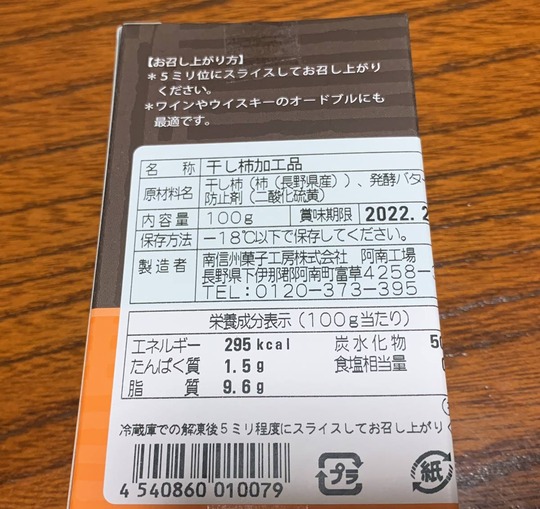 【お召し上がり方】
＊５ミリ位にスライスしてお召し上がり
ください。
＊ワインやウイスキーのオードブルにも
最適です。
名 称 干し柿加工品
原材料名 干し柿（柿（長野県産））、発酵バター
防止剤（二酸化硫黄）
内容量 100g 賞味期限 2022. 2
保存方法 －18℃以下で保存してください。
製造者 南信州菓子工房株式会社 阿南工場
長野県下伊那郡阿南町富草4258-
TEL:0120-373-395
栄養成分表示（100g当たり）
エネルギー 295 kcal 炭水化物 50
たんぱく質 1.5 g 食塩相当量
脂 質 9.6 g
冷蔵庫での解凍後５ミリ程度にスライスしてお召し上がりく
4 540860 010079
プラ
紙